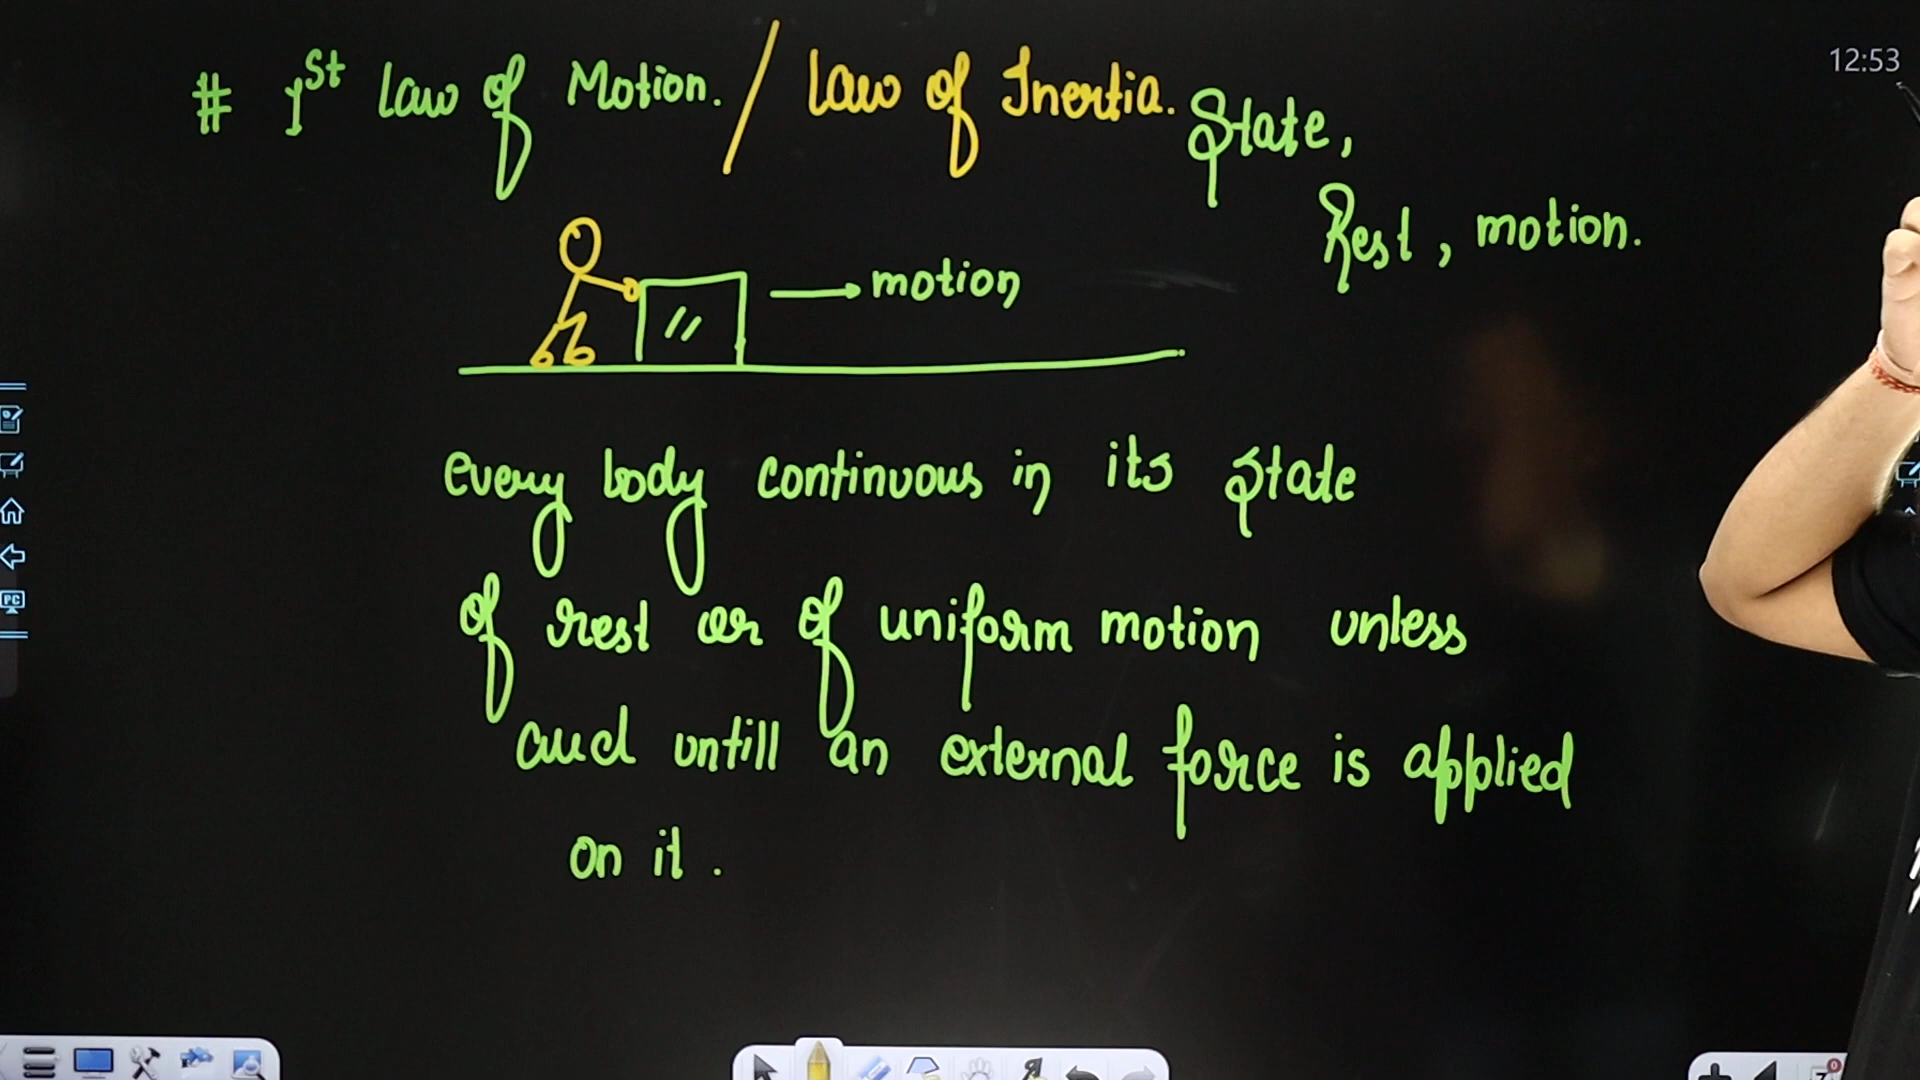 # 1st Law of Motion. / Law of Inertia.
State,
Rest, motion.
12:53
motion
every body continuous in its state
of rest or of uniform motion unless
and untill an external force is applied
on it.
PC